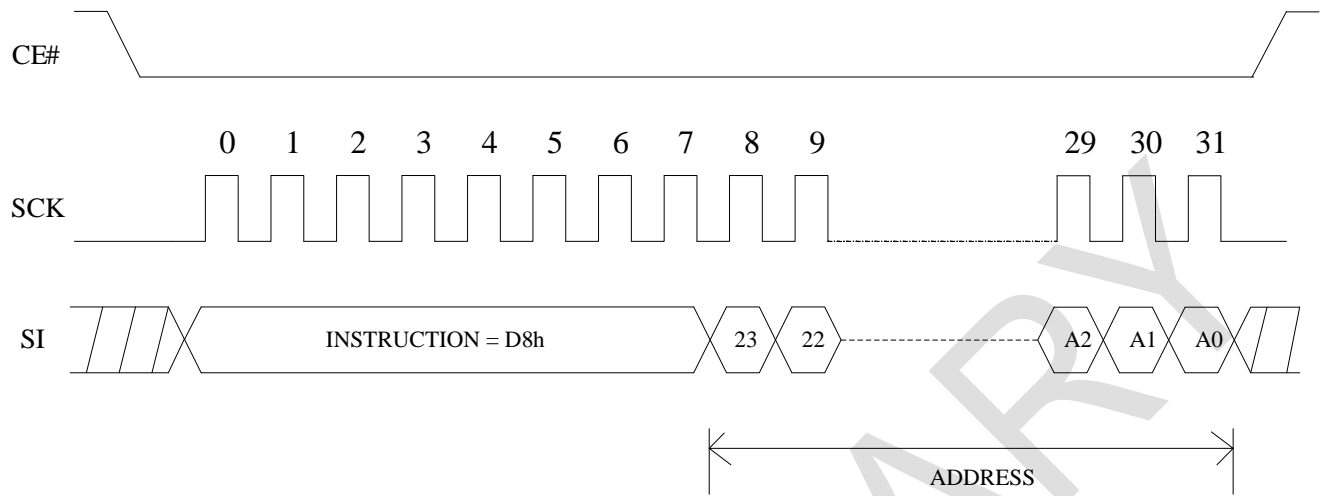 CE#
0 1 2 3 4 5 6 7 8 9 29 30 31
SCK
SI INSTRUCTION = D8h 23 22 A2 A1 A0
ADDRESS
ARY